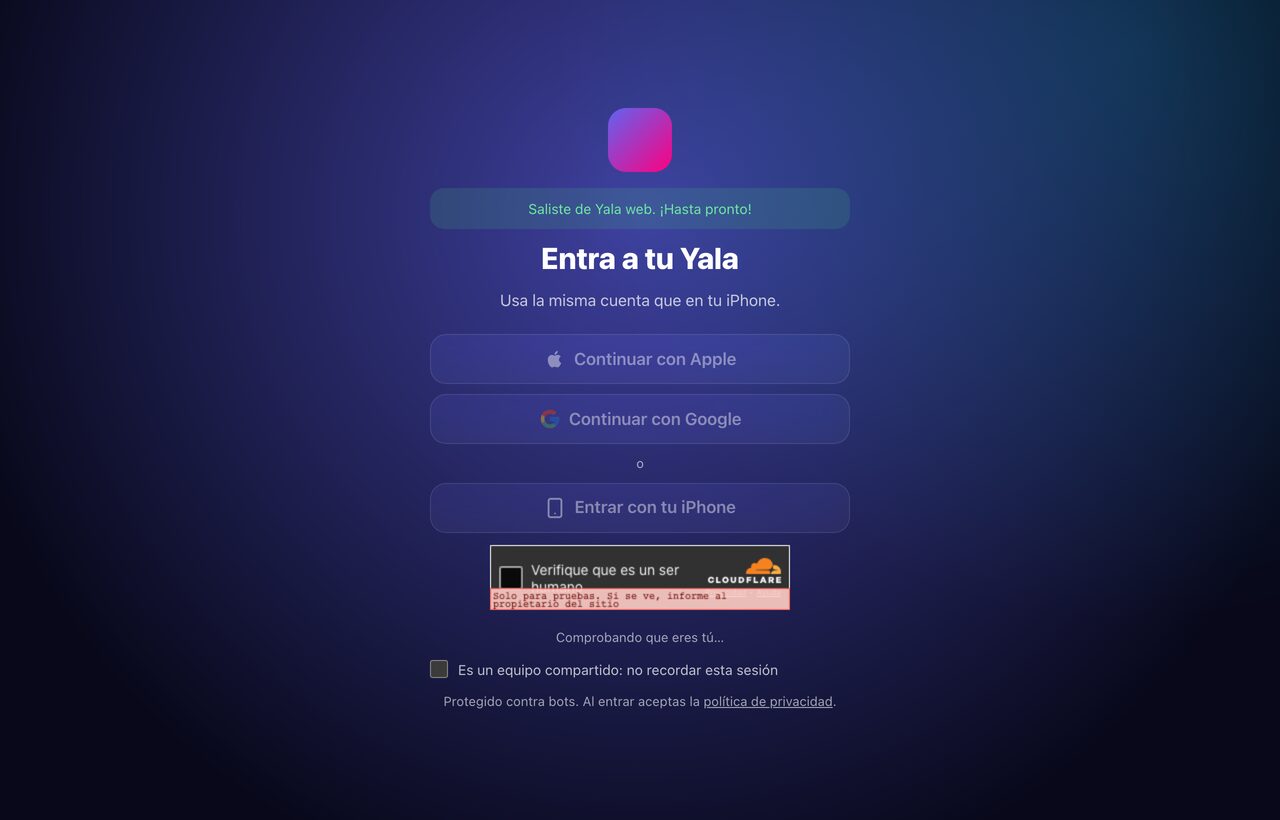 Saliste de Yala web. ¡Hasta pronto!
Entra a tu Yala
Usa la misma cuenta que en tu iPhone.
Continuar con Apple
Continuar con Google
o
Entrar con tu iPhone
Verifique que es un ser
humano
CLOUDFLARE
Solo para pruebas. Si se ve, informe al
propietario del sitio
Comprobando que eres tú...
Es un equipo compartido: no recordar esta sesión
Protegido contra bots. Al entrar aceptas la política de privacidad.